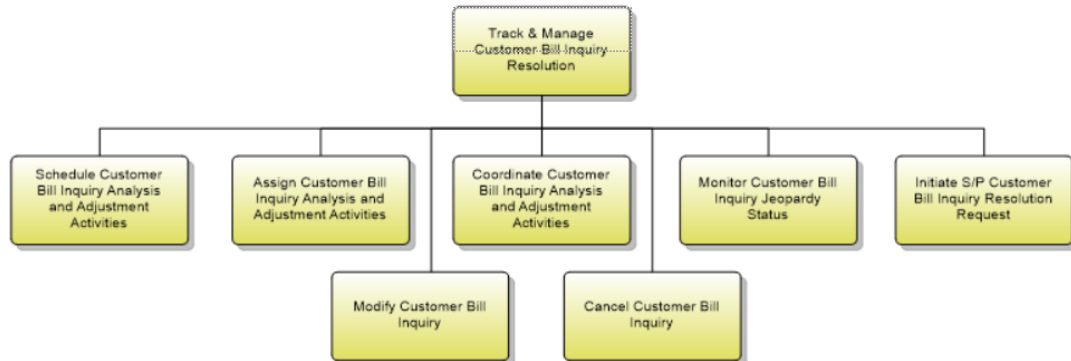 Track & Manage
Customer Bill Inquiry
Resolution
Schedule Customer
Bill Inquiry Analysis
and Adjustment
Activities
Assign Customer Bill
Inquiry Analysis and
Adjustment Activities
Coordinate Customer
Bill Inquiry Analysis
and Adjustment
Activities
Monitor Customer Bill
Inquiry Jeopardy
Status
Initiate S/P Customer
Bill Inquiry Resolution
Request
Modify Customer Bill
Inquiry
Cancel Customer Bill
Inquiry